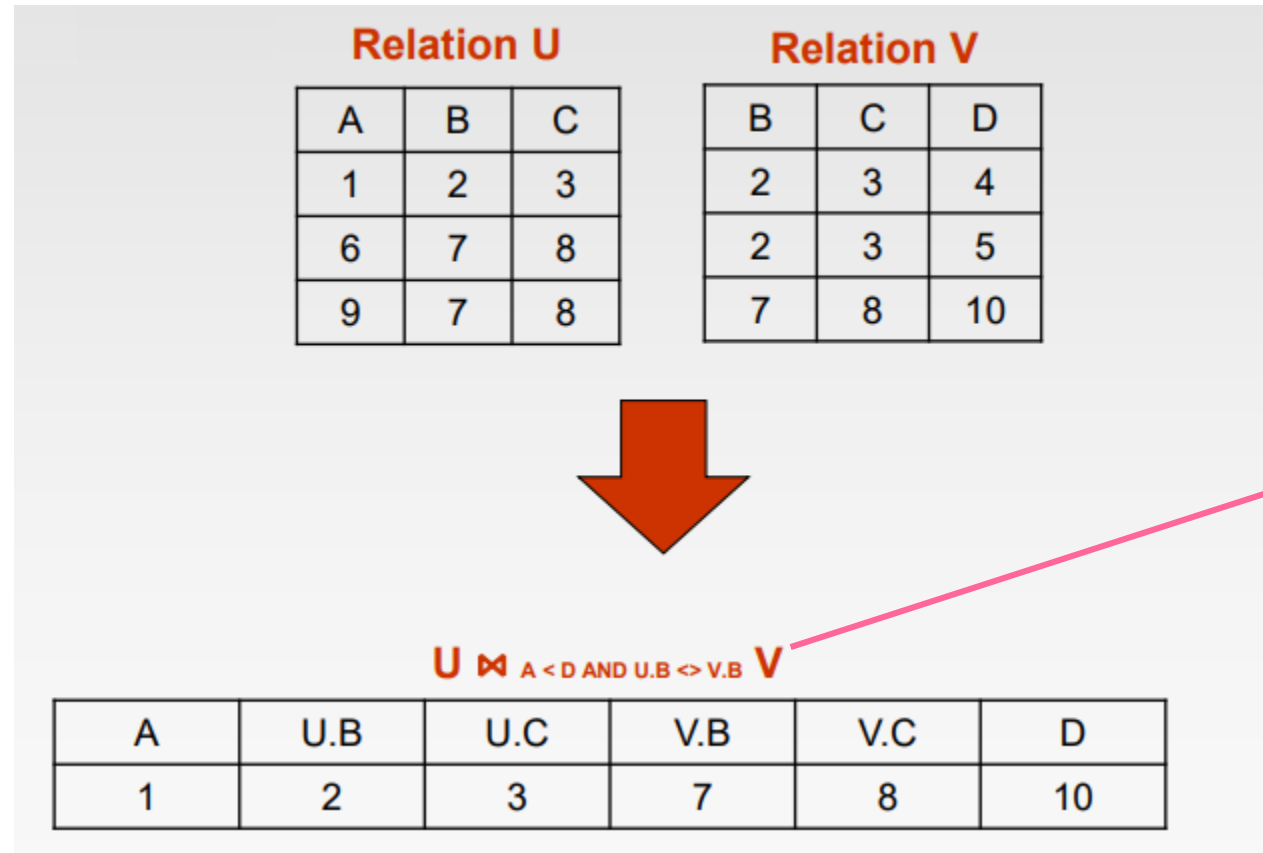 Relation U
Relation V
A B C
1 2 3
6 7 8
9 7 8
B C D
2 3 4
2 3 5
7 8 10
U ⋈ A < D AND U.B <> V.B V
A U.B U.C V.B V.C D
1 2 3 7 8 10